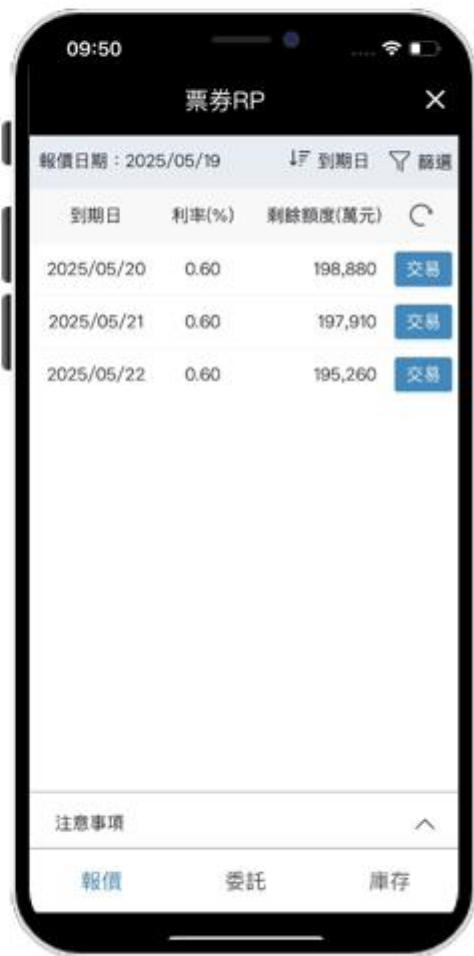 09:50
票券RP
報價日期：2025/05/19 到期日 篩選
到期日 利率(%) 剩餘額度(萬元)
2025/05/20 0.60 198,880 交易
2025/05/21 0.60 197,910 交易
2025/05/22 0.60 195,260 交易
注意事項
報價 委託 庫存